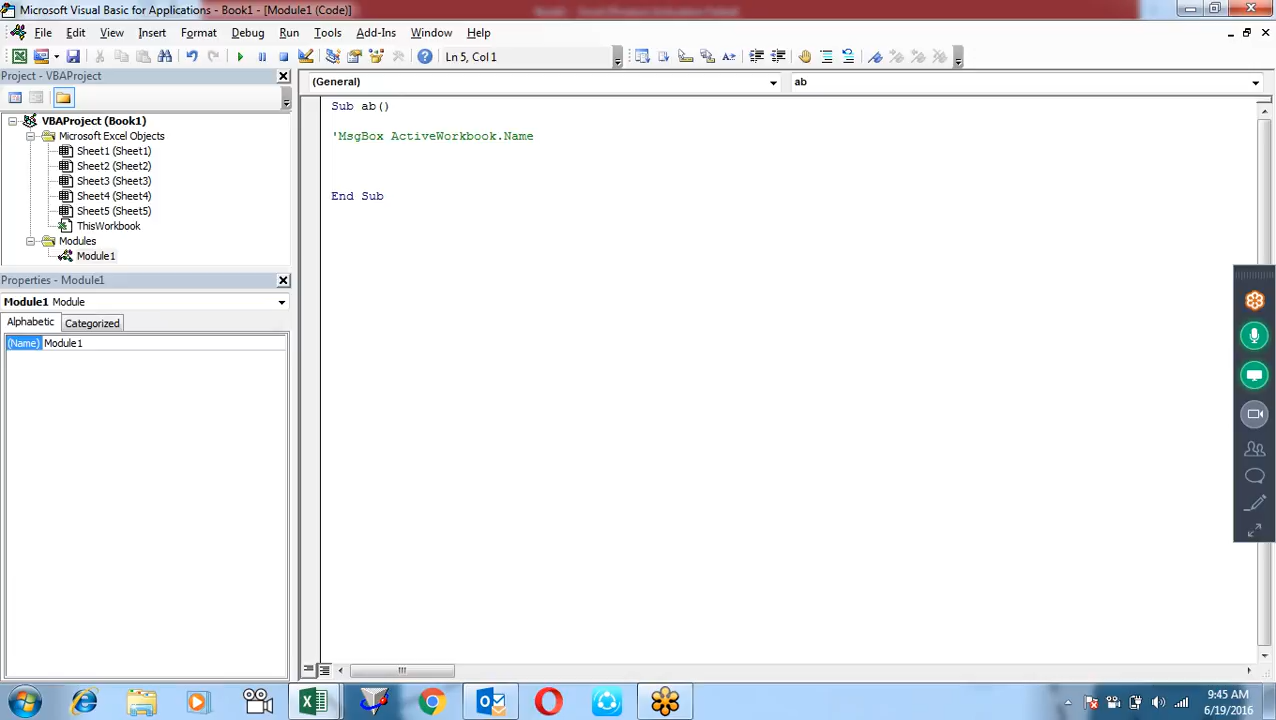 Microsoft Visual Basic for Applications - Book1 - [Module1 (Code)]
File Edit View Insert Format Debug Run Tools Add-Ins Window Help
Ln 5, Col 1
Project - VBAProject
(General)
ab
VBAProject (Book1)
Microsoft Excel Objects
Sheet1 (Sheet1)
Sheet2 (Sheet2)
Sheet3 (Sheet3)
Sheet4 (Sheet4)
Sheet5 (Sheet5)
ThisWorkbook
Modules
Module1
Sub ab()
'MsgBox ActiveWorkbook.Name
End Sub
Properties - Module1
Module1 Module
Alphabetic Categorized
(Name) Module1
9:45 AM
6/19/2016